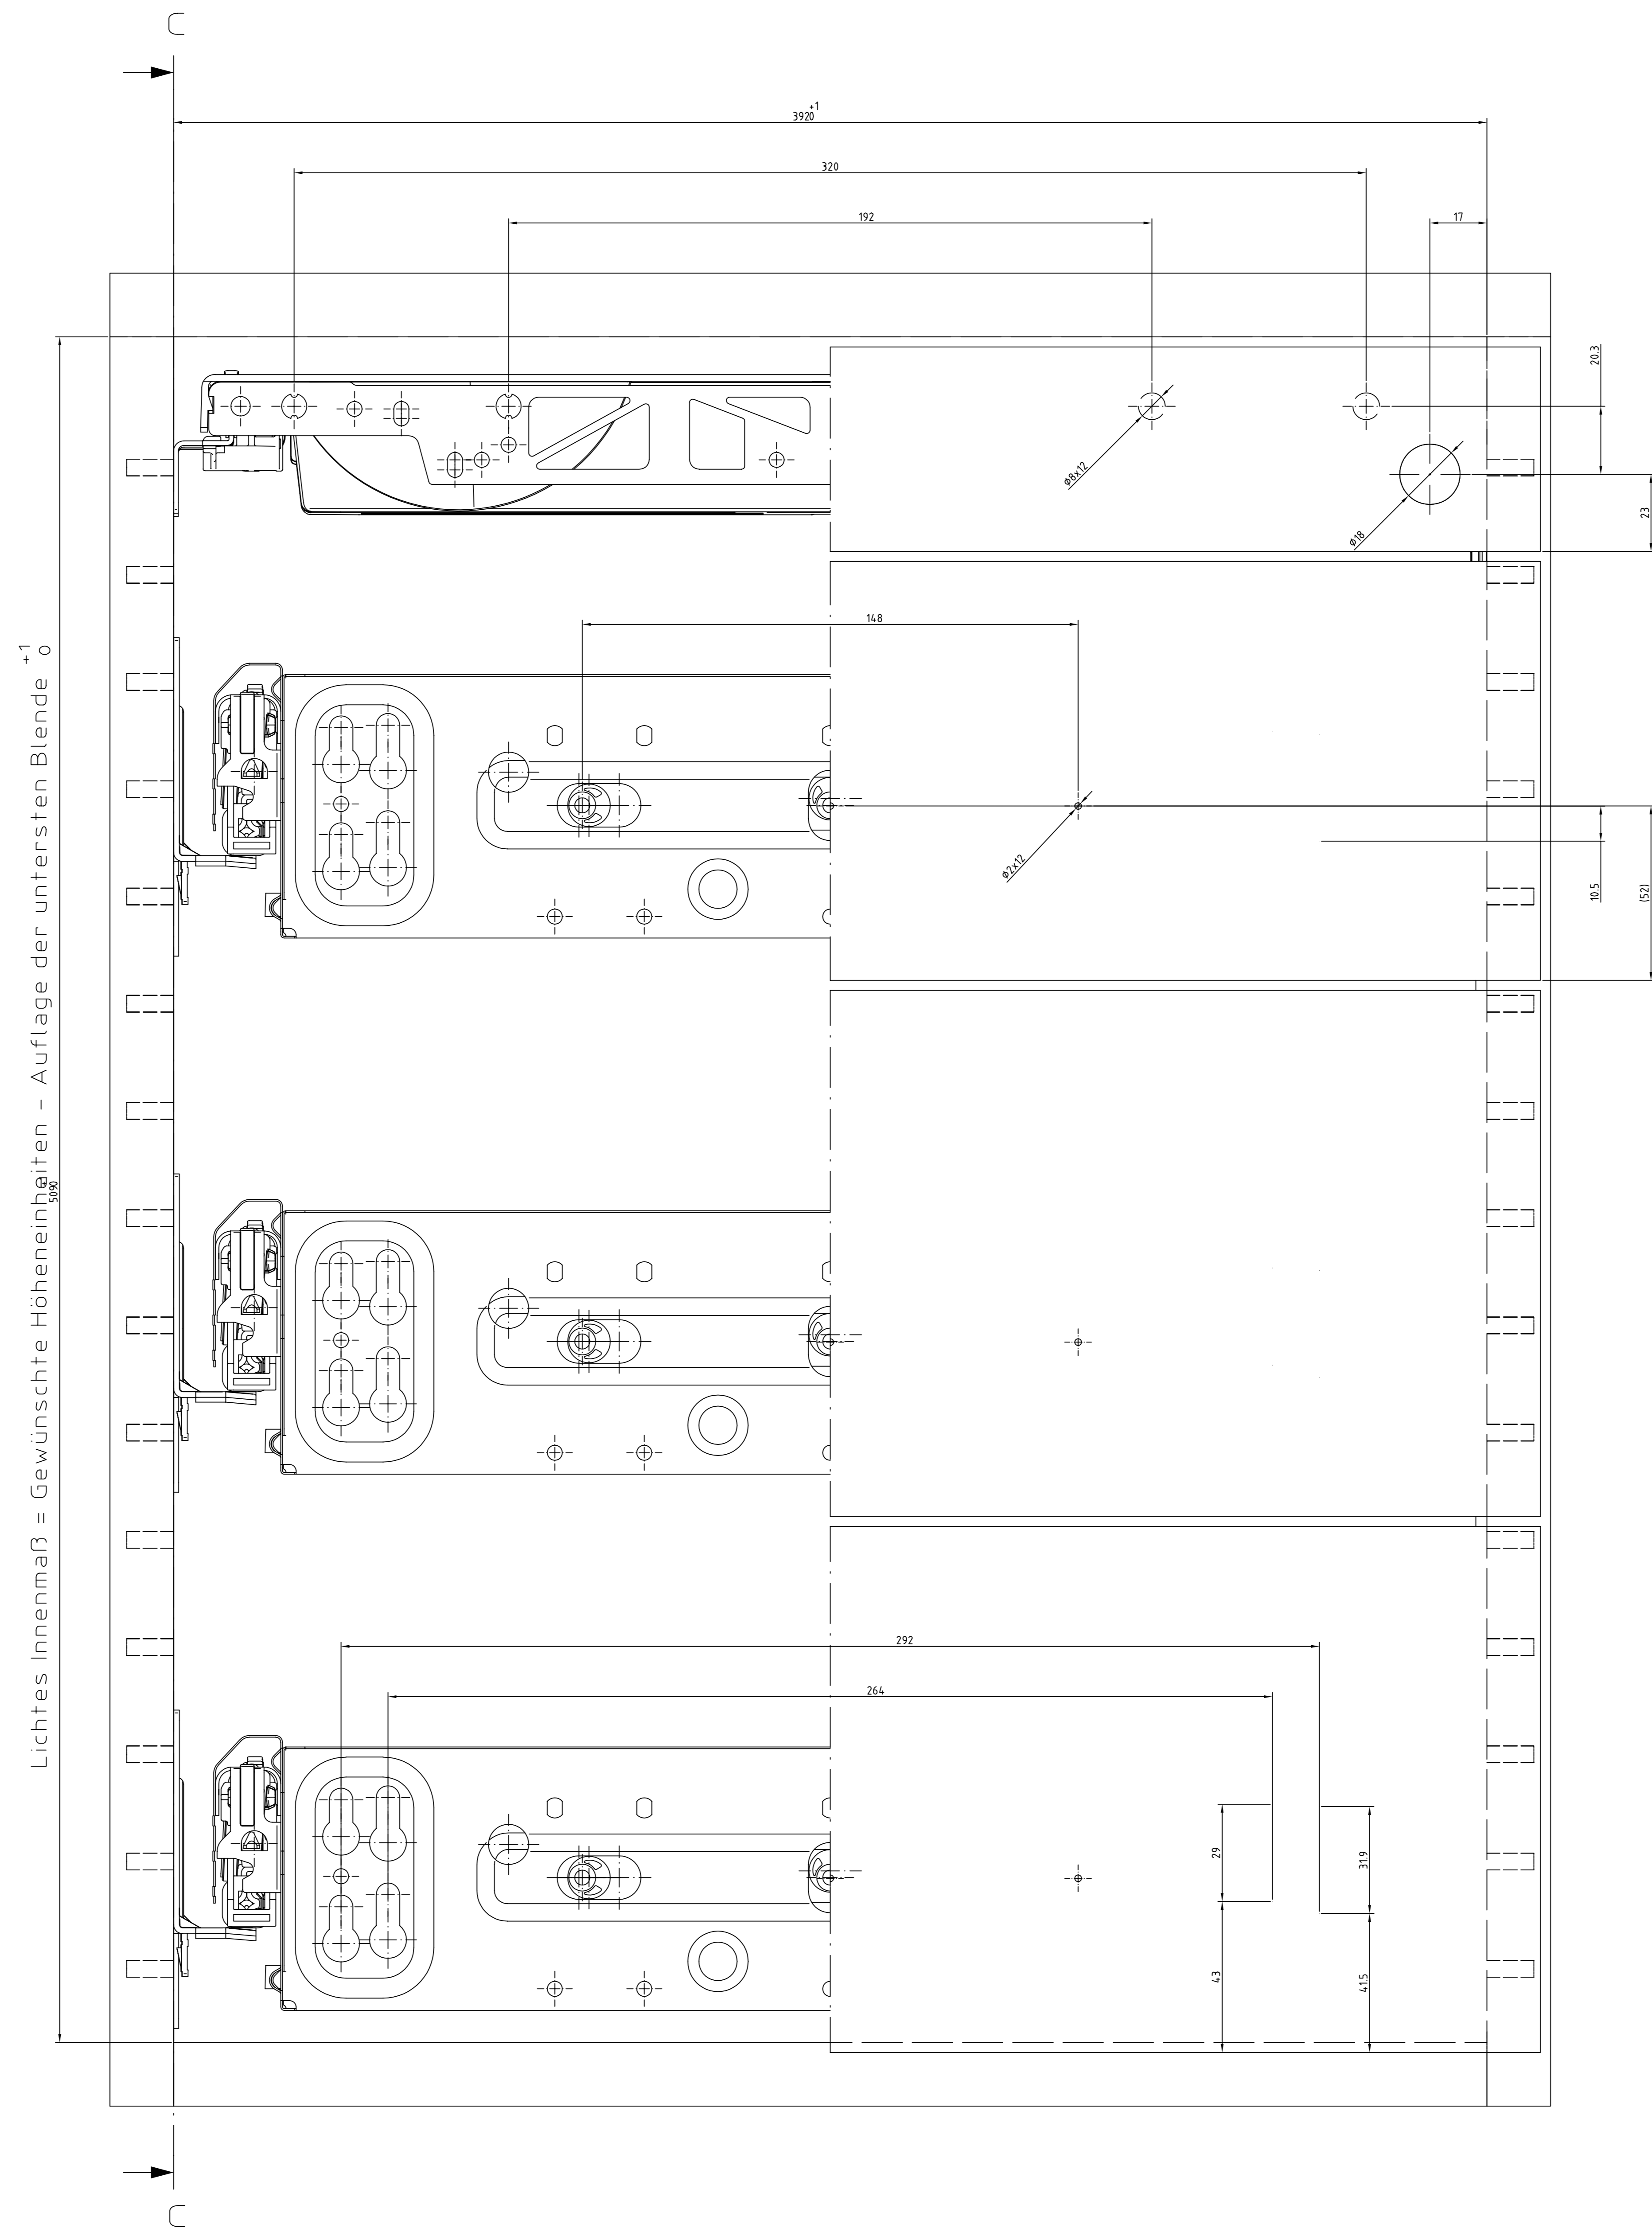 C
+1
3920
320
192
17
20.3
Ø8x12
Ø18
23
148
Ø2x12
10.5
(52)
Lichtes Innenmaß = Gewünschte Höheneinheiten - Auflage der untersten Blende +1 0
5090
292
264
29
31.9
43
41.5
C